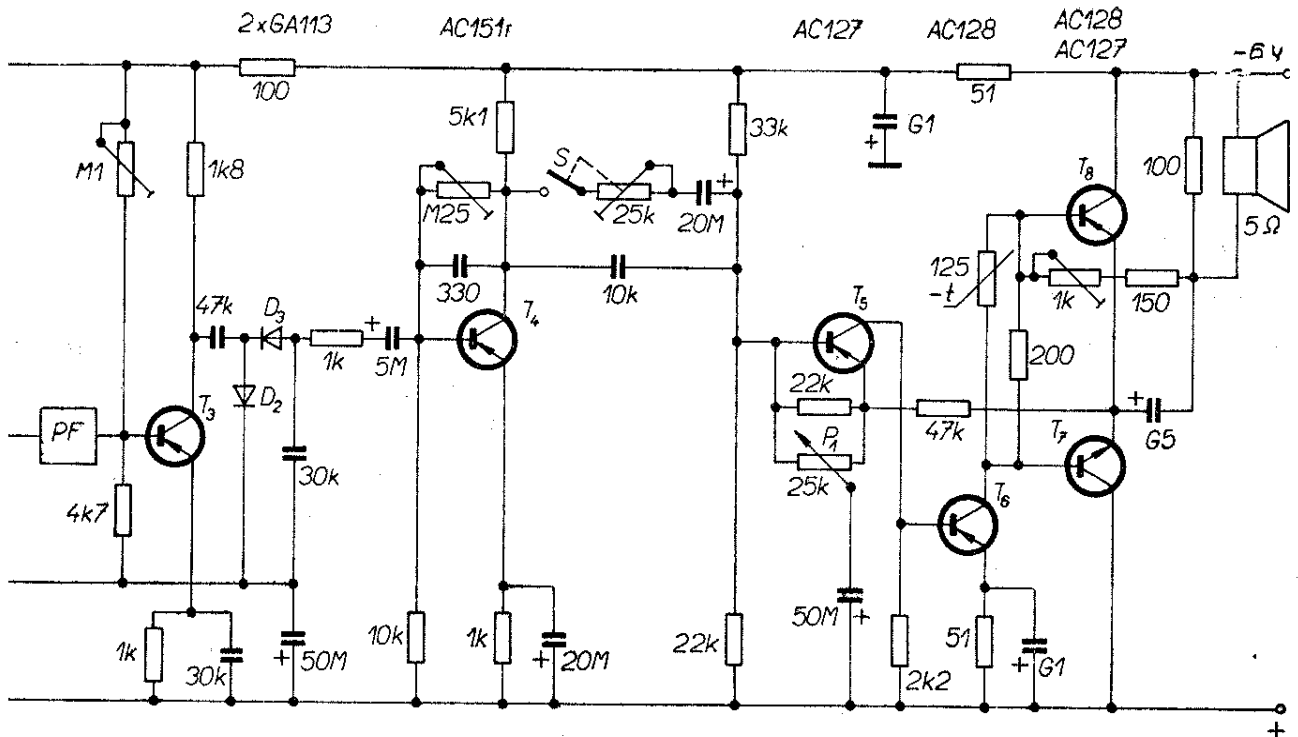 2xGA113 AC151r AC127 AC128 AC128
AC127
-6V
100
51
5k1
33k
G1
+
M1
1k8
S
M25
25k
20M
+
T8
100
5Ω
330
10k
125
-t
1k
150
47k
D3
1k
+
5M
T4
T5
200
D2
22k
+
G5
T3
PF
47k
T7
P1
25k
30k
4k7
T6
50M
+
1k
30k
+
50M
10k
1k
+
20M
22k
2k2
51
+
G1
+